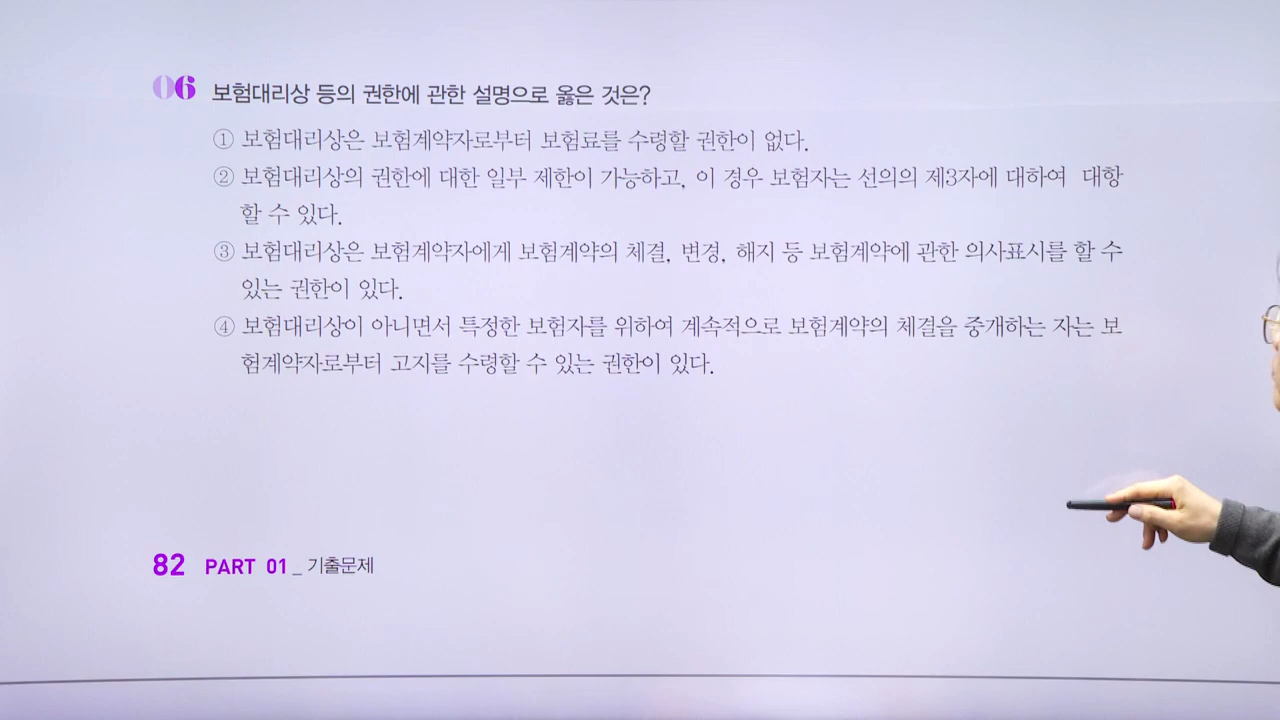 06 보험대리상 등의 권한에 관한 설명으로 옳은 것은?
① 보험대리상은 보험계약자로부터 보험료를 수령할 권한이 없다.
② 보험대리상의 권한에 대한 일부 제한이 가능하고, 이 경우 보험자는 선의의 제3자에 대하여 대항
할 수 있다.
③ 보험대리상은 보험계약자에게 보험계약의 체결, 변경, 해지 등 보험계약에 관한 의사표시를 할 수
있는 권한이 있다.
④ 보험대리상이 아니면서 특정한 보험자를 위하여 계속적으로 보험계약의 체결을 중개하는 자는 보
험계약자로부터 고지를 수령할 수 있는 권한이 있다.
82 PART 01 _ 기출문제